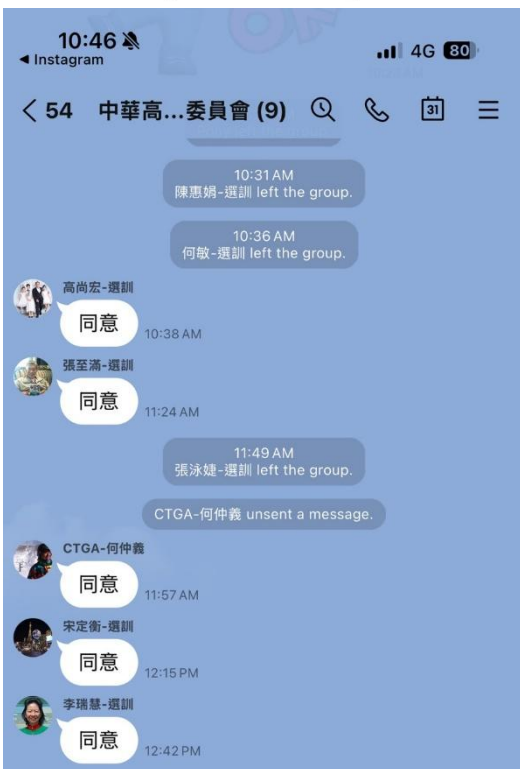 10:46
◀ Instagram
4G 80
54 中華高...委員會 (9)
31
10:31 AM
陳惠娟-選訓 left the group.
10:36 AM
何敏-選訓 left the group.
高尚宏-選訓
同意
10:38 AM
張至滿-選訓
同意
11:24 AM
11:49 AM
張泳婕-選訓 left the group.
CTGA-何仲義 unsent a message.
CTGA-何仲義
同意
11:57 AM
宋定衡-選訓
同意
12:15 PM
李瑞慧-選訓
同意
12:42 PM